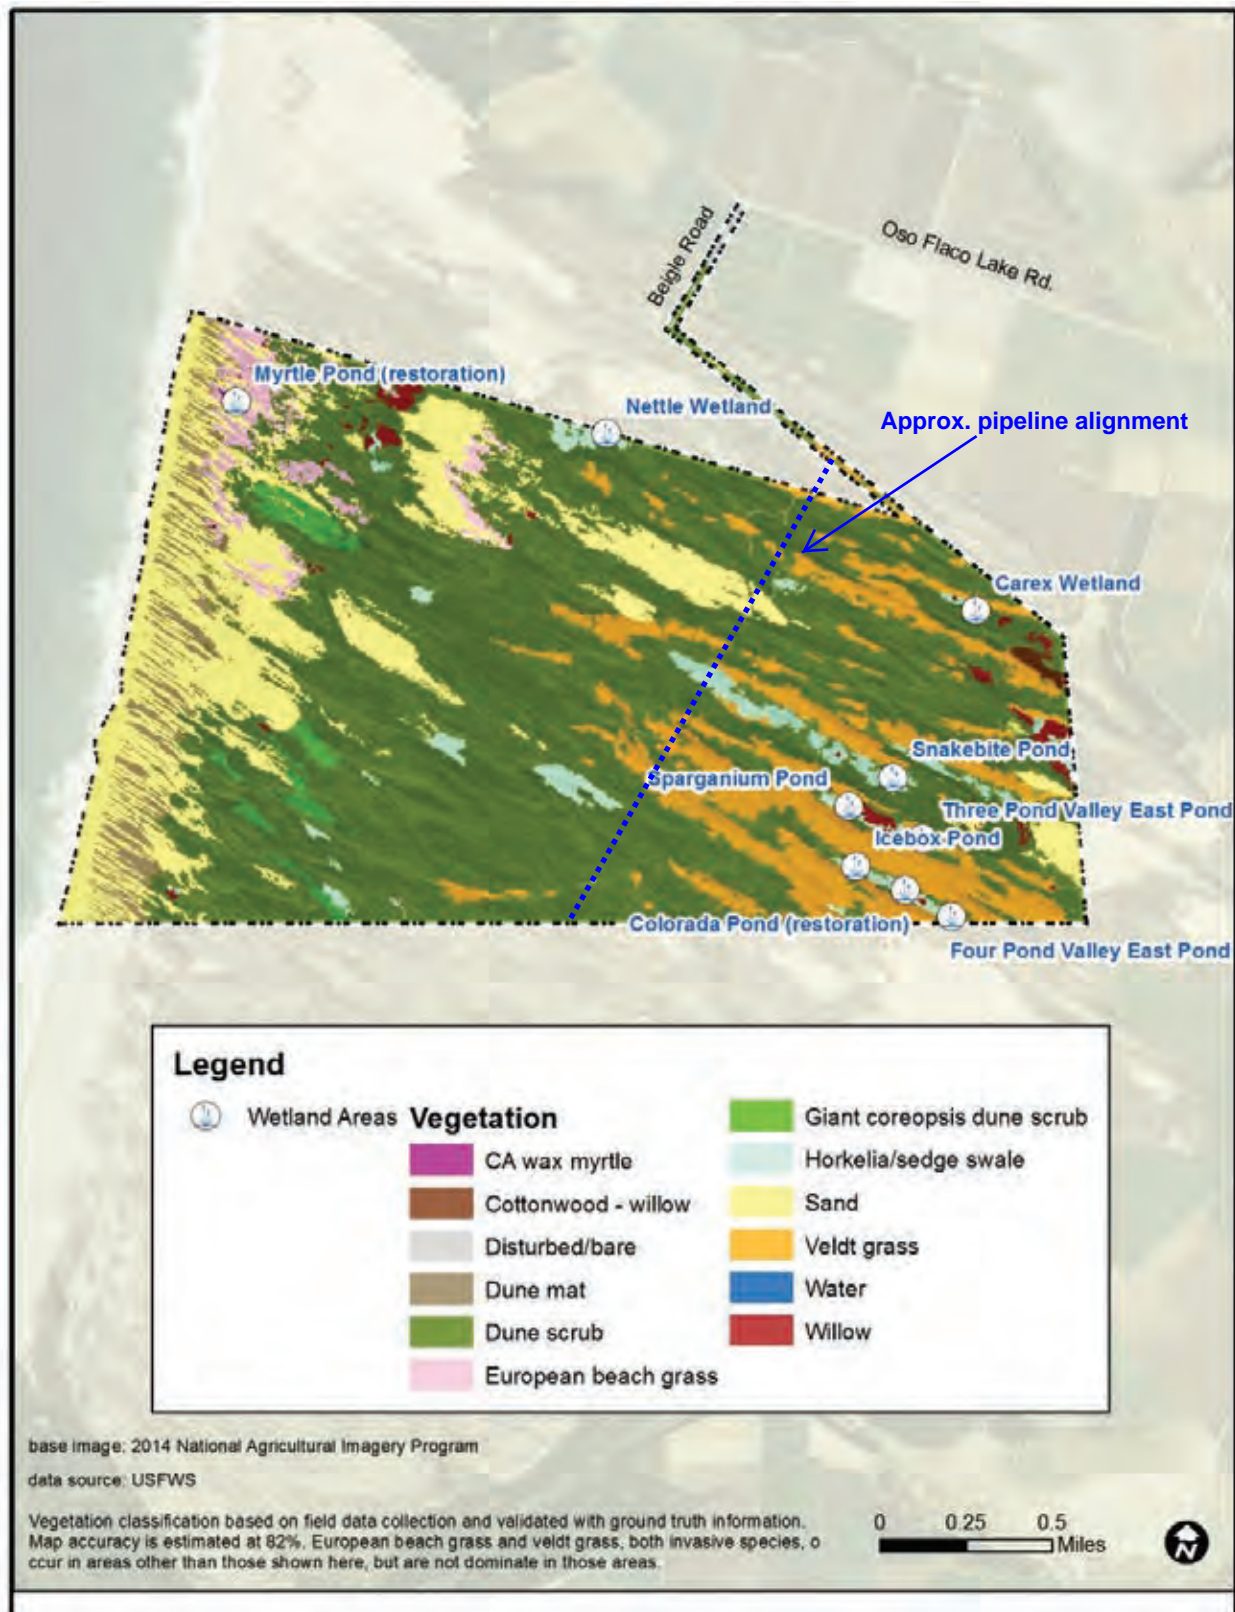 Beigle Road
Oso Flaco Lake Rd.
Myrtle Pond (restoration)
Nettle Wetland
Approx. pipeline alignment
Carex Wetland
Snakebite Pond
Sparganium Pond
Three Pond Valley East Pond
Icebox Pond
Colorada Pond (restoration)
Four Pond Valley East Pond
Legend
Wetland Areas
Vegetation
CA wax myrtle
Cottonwood - willow
Disturbed/bare
Dune mat
Dune scrub
European beach grass
Giant coreopsis dune scrub
Horkelia/sedge swale
Sand
Veldt grass
Water
Willow
base image: 2014 National Agricultural Imagery Program
data source: USFWS
Vegetation classification based on field data collection and validated with ground truth information.
Map accuracy is estimated at 82%. European beach grass and veldt grass, both invasive species, o
ccur in areas other than those shown here, but are not dominate in those areas.
0 0.25 0.5
Miles
N